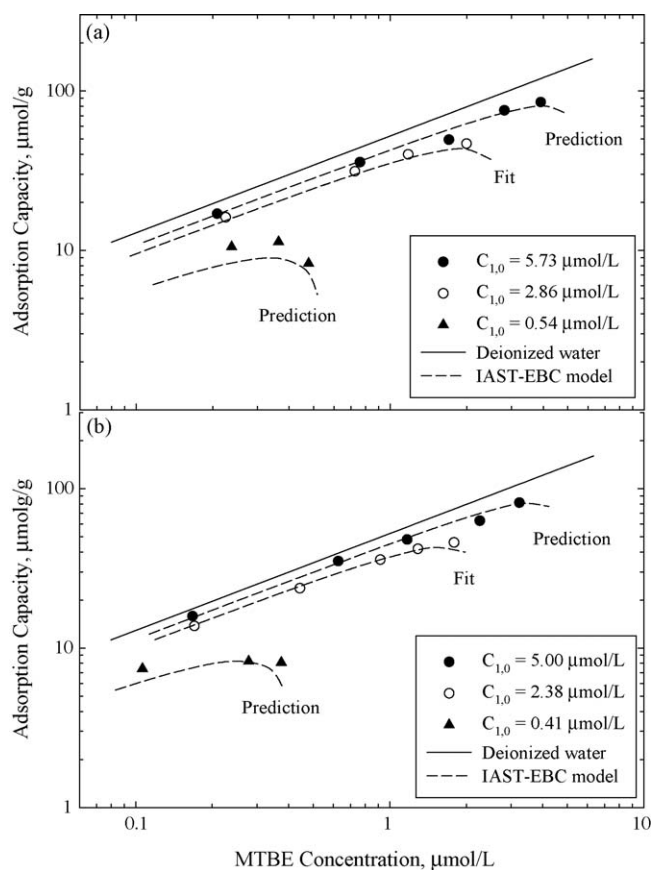 (a)
Adsorption Capacity, μmol/g
100
10
1
Prediction
Fit
Prediction
C1,0 = 5.73 μmol/L
C1,0 = 2.86 μmol/L
C1,0 = 0.54 μmol/L
Deionized water
IAST-EBC model
(b)
Adsorption Capacity, μmolg/g
100
10
1
Prediction
Fit
Prediction
C1,0 = 5.00 μmol/L
C1,0 = 2.38 μmol/L
C1,0 = 0.41 μmol/L
Deionized water
IAST-EBC model
0.1 1 10
MTBE Concentration, μmol/L